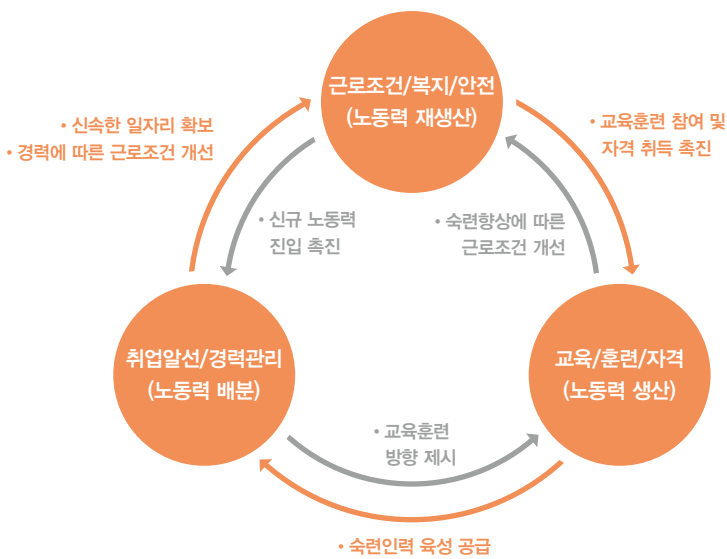 근로조건/복지/안전
(노동력 재생산)
• 신속한 일자리 확보
• 경력에 따른 근로조건 개선
• 교육훈련 참여 및
자격 취득 촉진
• 신규 노동력
진입 촉진
• 숙련향상에 따른
근로조건 개선
취업알선/경력관리
(노동력 배분)
교육/훈련/자격
(노동력 생산)
• 교육훈련
방향 제시
• 숙련인력 육성 공급